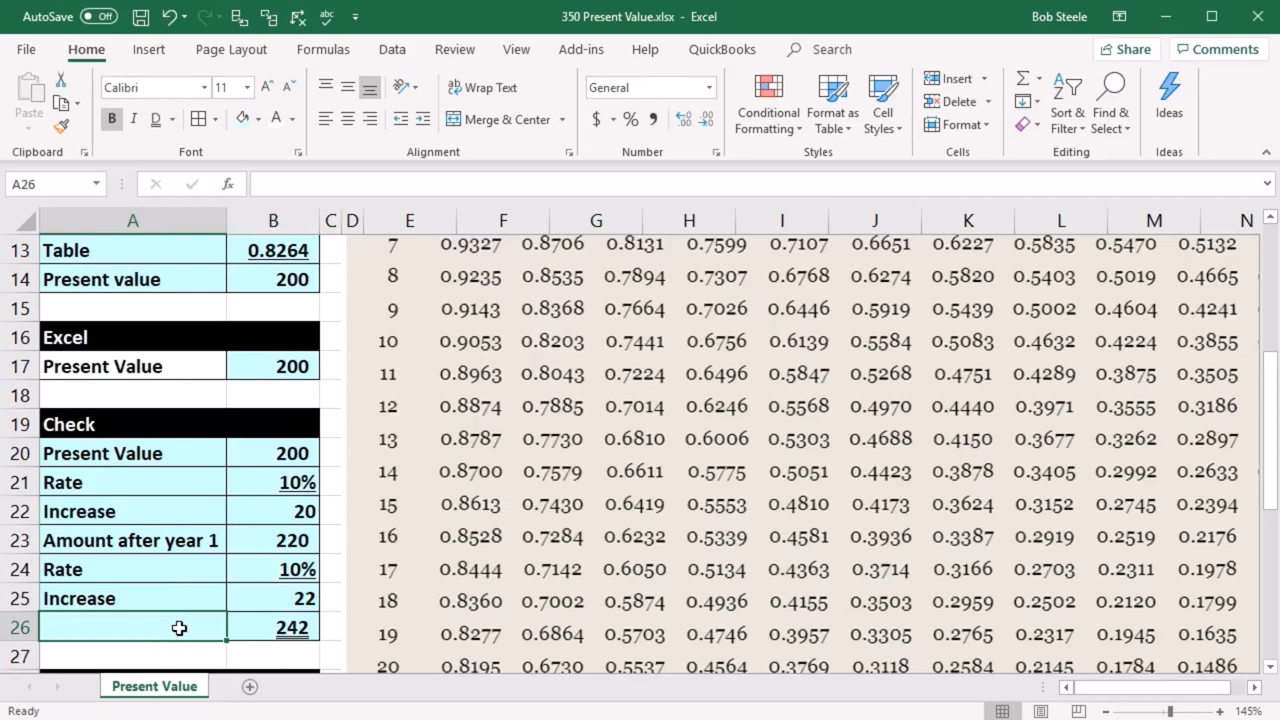 AutoSave Off 350 Present Value.xlsx - Excel Bob Steele
File Home Insert Page Layout Formulas Data Review View Add-ins Help QuickBooks Search Share Comments
Paste Calibri 11 A A Wrap Text General Conditional Formatting Format as Table Cell Styles Insert Delete Format Sort & Filter Find & Select Ideas
B I D A Merge & Center $ % ,
Clipboard Font Alignment Number Styles Cells Editing Ideas
A26 fx
A B C D E F G H I J K L M N
13 Table 0.8264 7 0.9327 0.8706 0.8131 0.7599 0.7107 0.6651 0.6227 0.5835 0.5470 0.5132
14 Present value 200 8 0.9235 0.8535 0.7894 0.7307 0.6768 0.6274 0.5820 0.5403 0.5019 0.4665
15 9 0.9143 0.8368 0.7664 0.7026 0.6446 0.5919 0.5439 0.5002 0.4604 0.4241
16 Excel 10 0.9053 0.8203 0.7441 0.6756 0.6139 0.5584 0.5083 0.4632 0.4224 0.3855
17 Present Value 200 11 0.8963 0.8043 0.7224 0.6496 0.5847 0.5268 0.4751 0.4289 0.3875 0.3505
18 12 0.8874 0.7885 0.7014 0.6246 0.5568 0.4970 0.4440 0.3971 0.3555 0.3186
19 Check 13 0.8787 0.7730 0.6810 0.6006 0.5303 0.4688 0.4150 0.3677 0.3262 0.2897
20 Present Value 200 14 0.8700 0.7579 0.6611 0.5775 0.5051 0.4423 0.3878 0.3405 0.2992 0.2633
21 Rate 10% 15 0.8613 0.7430 0.6419 0.5553 0.4810 0.4173 0.3624 0.3152 0.2745 0.2394
22 Increase 20 16 0.8528 0.7284 0.6232 0.5339 0.4581 0.3936 0.3387 0.2919 0.2519 0.2176
23 Amount after year 1 220 17 0.8444 0.7142 0.6050 0.5134 0.4363 0.3714 0.3166 0.2703 0.2311 0.1978
24 Rate 10% 18 0.8360 0.7002 0.5874 0.4936 0.4155 0.3503 0.2959 0.2502 0.2120 0.1799
25 Increase 22 19 0.8277 0.6864 0.5703 0.4746 0.3957 0.3305 0.2765 0.2317 0.1945 0.1635
26 242 20 0.8195 0.6730 0.5537 0.4564 0.3769 0.3118 0.2584 0.2145 0.1784 0.1486
27
Present Value
Ready 145%